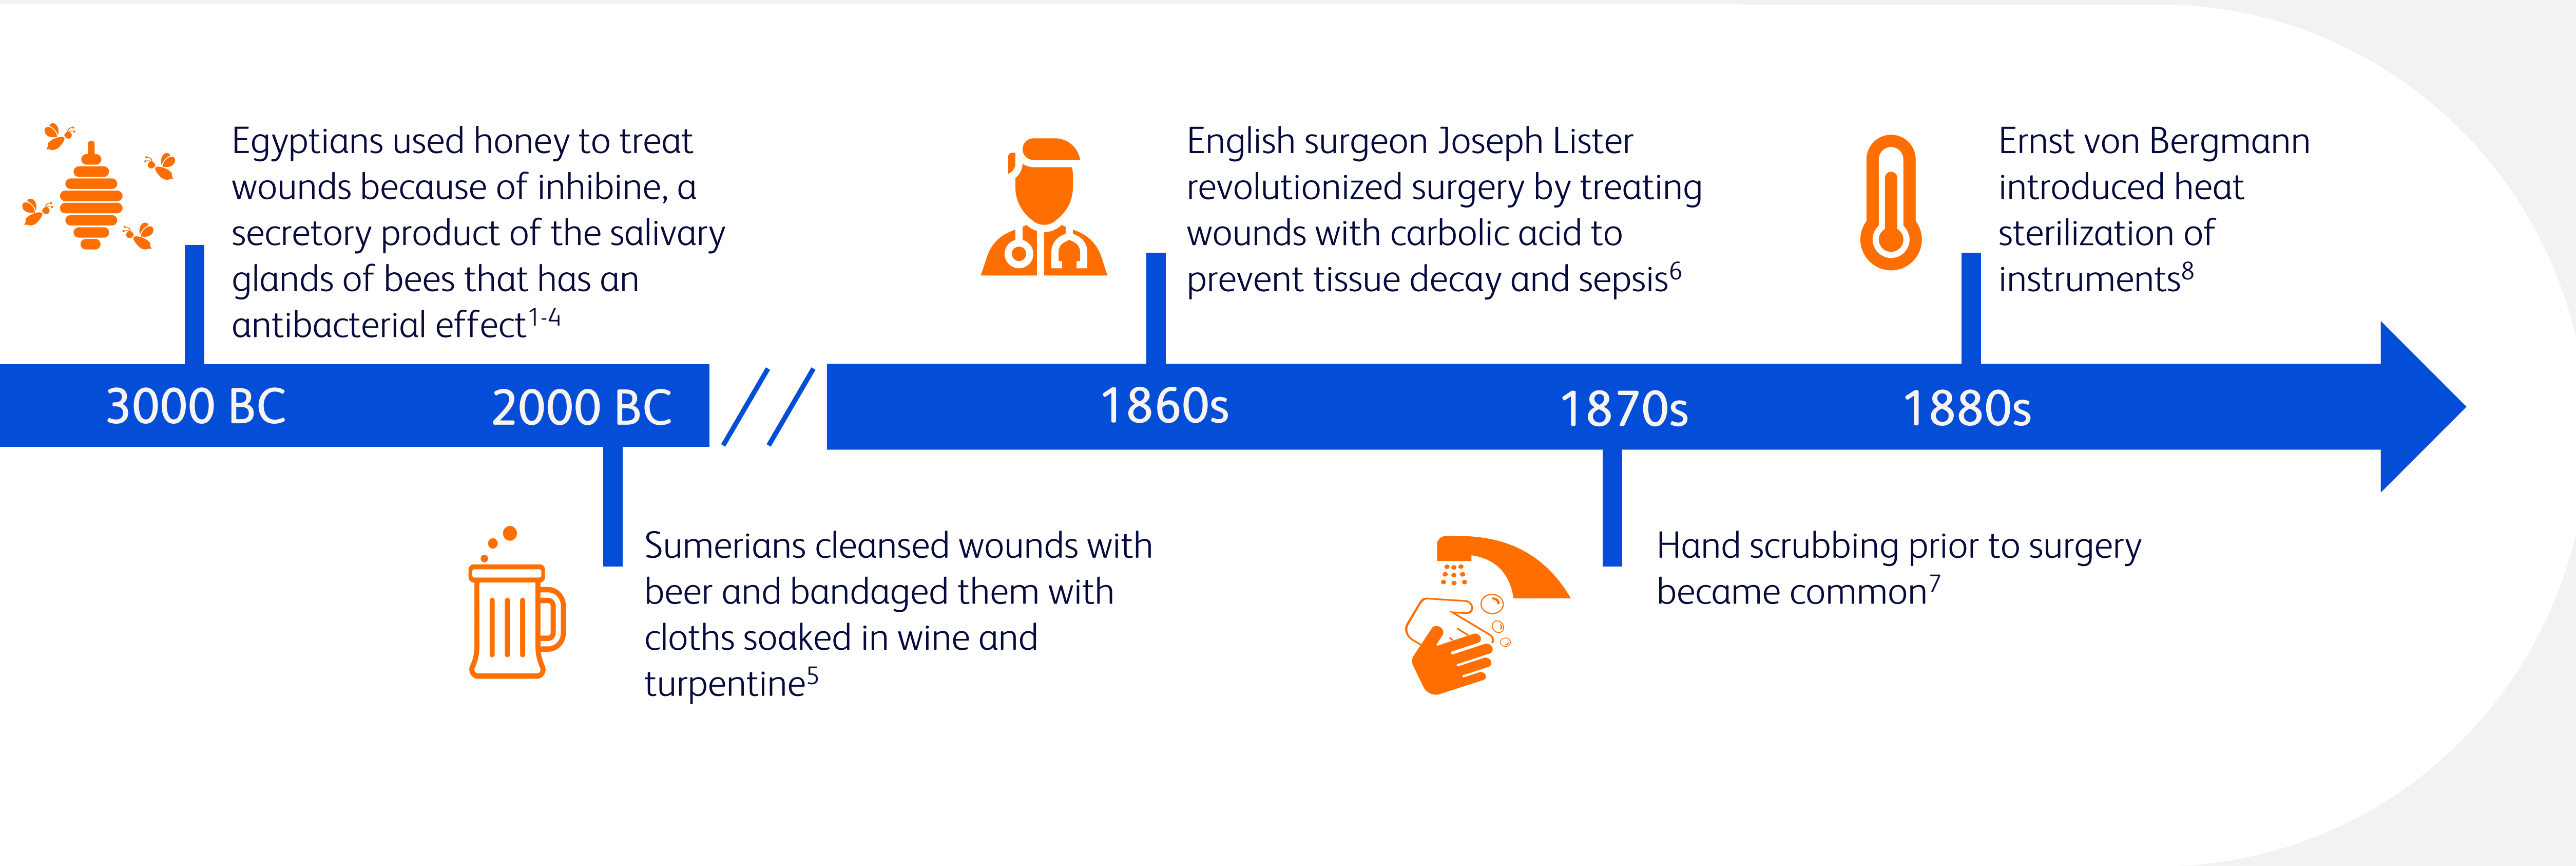 Egyptians used honey to treat
wounds because of inhibine, a
secretory product of the salivary
glands of bees that has an
antibacterial effect¹⁻⁴
English surgeon Joseph Lister
revolutionized surgery by treating
wounds with carbolic acid to
prevent tissue decay and sepsis⁶
Ernst von Bergmann
introduced heat
sterilization of
instruments⁸
3000 BC
2000 BC
1860s
1870s
1880s
Sumerians cleansed wounds with
beer and bandaged them with
cloths soaked in wine and
turpentine⁵
Hand scrubbing prior to surgery
became common⁷